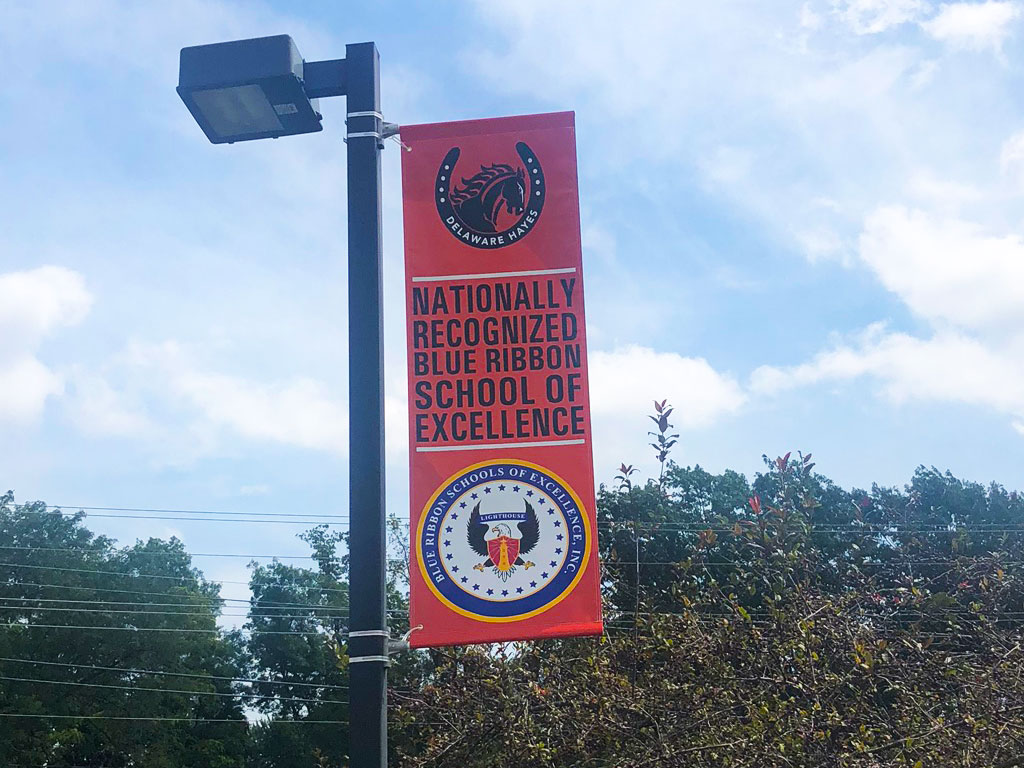 DELAWARE HAYES
NATIONALLY
RECOGNIZED
BLUE RIBBON
SCHOOL OF
EXCELLENCE
BLUE RIBBON SCHOOLS OF EXCELLENCE, INC.
LIGHTHOUSE